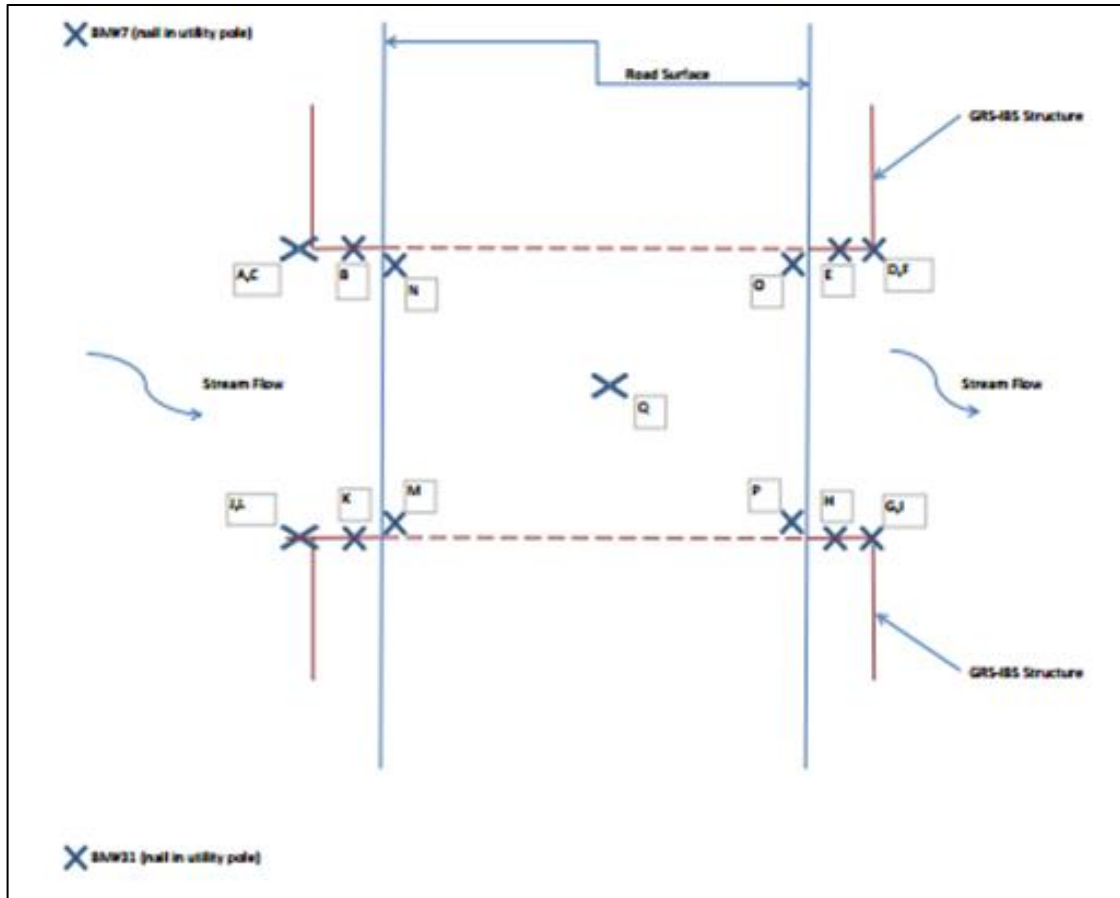 BM#7 (nail in utility pole)
Road Surface
GRS-IBS Structure
A,C
B
N
O
E
D,F
Stream Flow
Stream Flow
Q
J,L
K
M
P
H
G,I
GRS-IBS Structure
BM#31 (nail in utility pole)